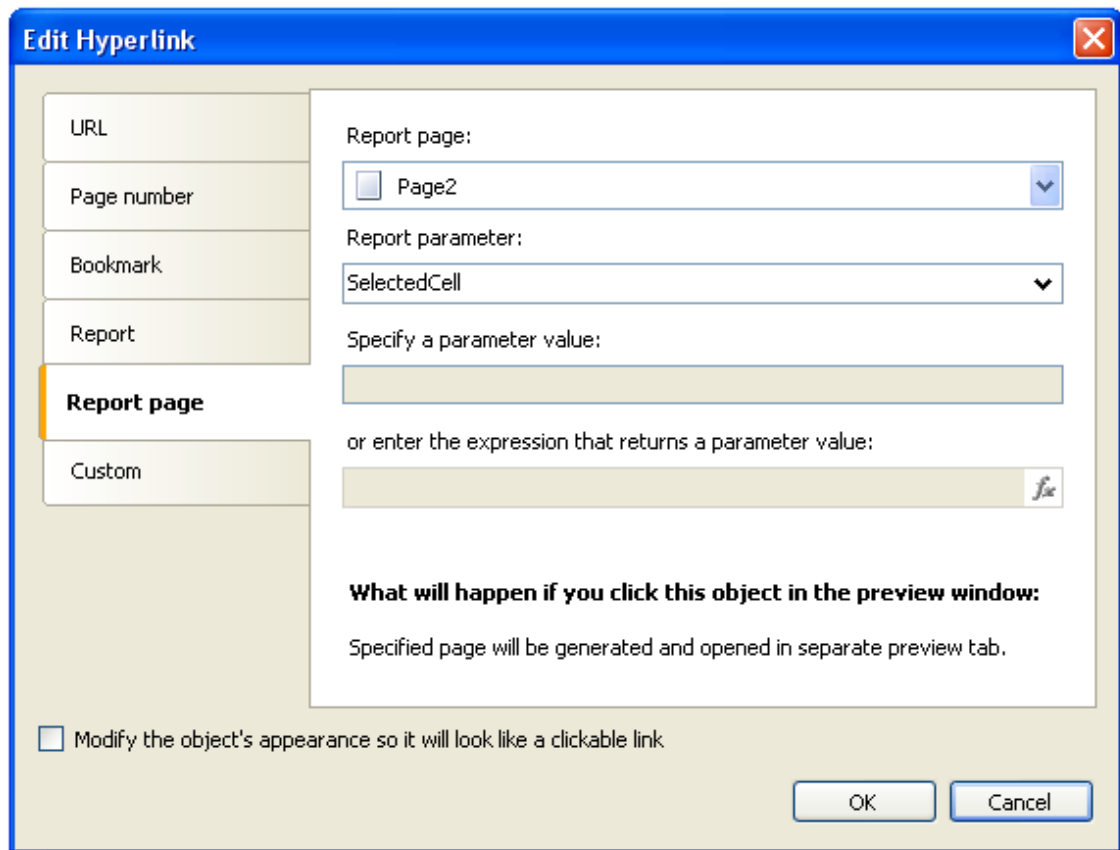 Edit Hyperlink
URL
Page number
Bookmark
Report
Report page
Custom
Report page:
Page2
Report parameter:
SelectedCell
Specify a parameter value:
or enter the expression that returns a parameter value:
fx
What will happen if you click this object in the preview window:
Specified page will be generated and opened in separate preview tab.
Modify the object's appearance so it will look like a clickable link
OK
Cancel